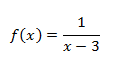 f(x) = 1/(x − 3)